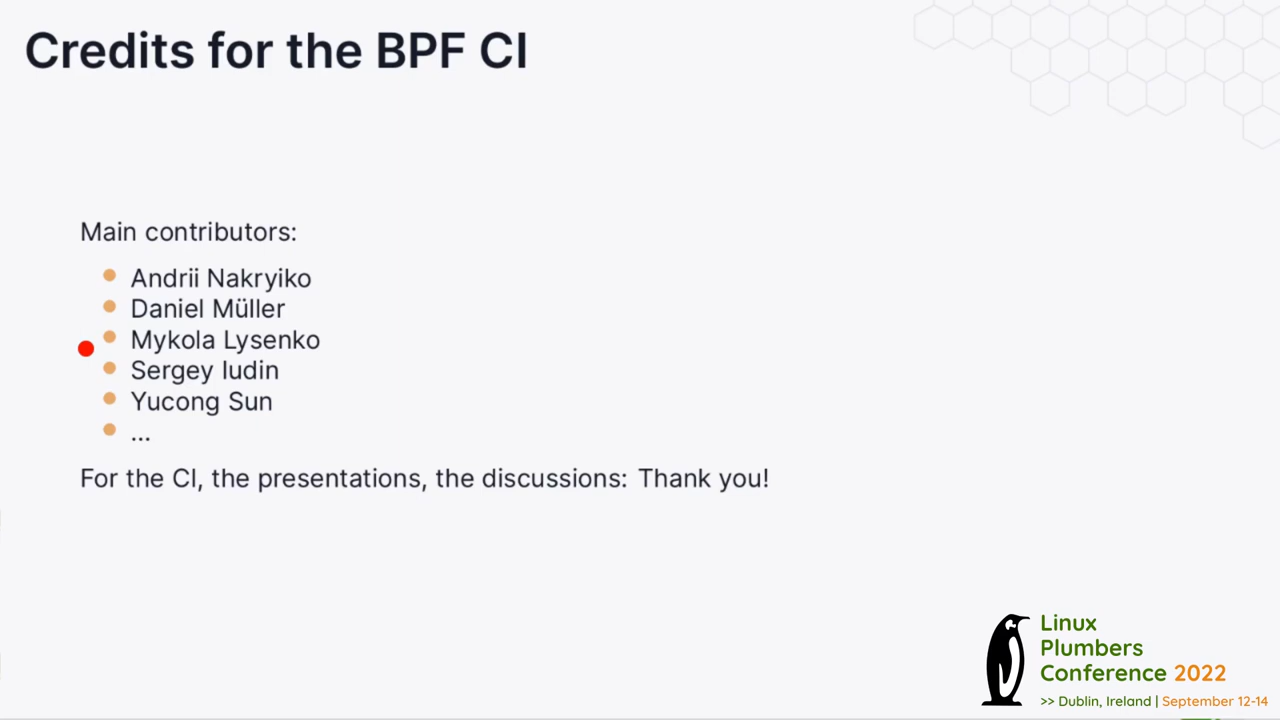 Credits for the BPF CI
Main contributors:
Andrii Nakryiko
Daniel Müller
Mykola Lysenko
Sergey Iudin
Yucong Sun
...
For the CI, the presentations, the discussions: Thank you!
Linux
Plumbers
Conference 2022
>> Dublin, Ireland | September 12-14